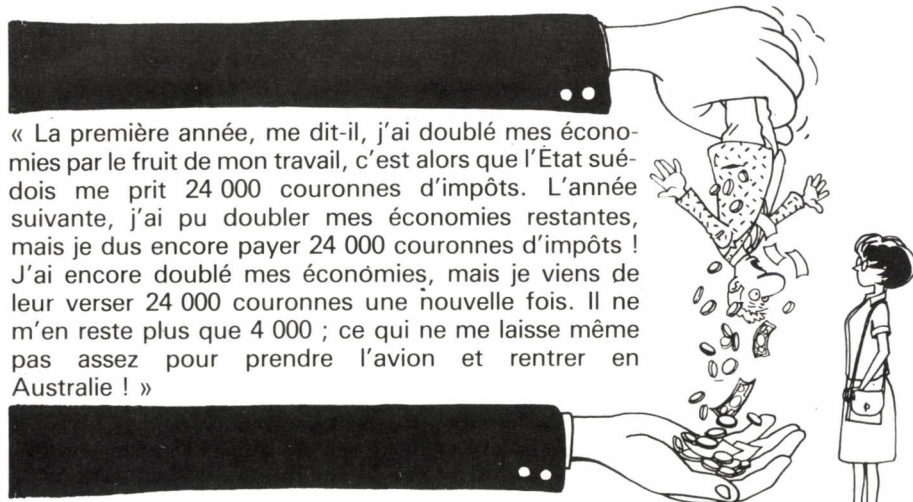 « La première année, me dit-il, j'ai doublé mes écono-
mies par le fruit de mon travail, c'est alors que l'État sué-
dois me prit 24 000 couronnes d'impôts. L'année
suivante, j'ai pu doubler mes économies restantes,
mais je dus encore payer 24 000 couronnes d'impôts !
J'ai encore doublé mes économies, mais je viens de
leur verser 24 000 couronnes une nouvelle fois. Il ne
m'en reste plus que 4 000 ; ce qui ne me laisse même
pas assez pour prendre l'avion et rentrer en
Australie ! »